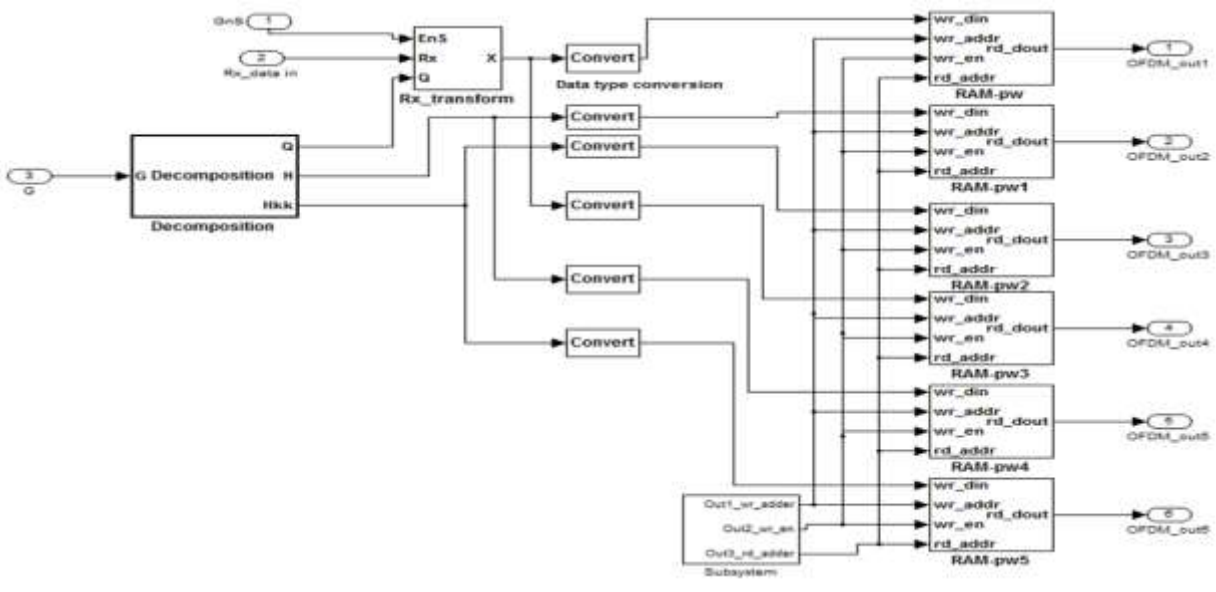 GnS
1
EnS
2
Rx
X
Rx_data in
Q
Rx_transform
Convert
Data type conversion
wr_din
wr_addr
rd_dout
wr_en
rd_addr
RAM-pw
1
OFDM_out1
3
G
G Decomposition
Q
H
Hkk
Decomposition
Convert
Convert
Convert
Convert
Convert
wr_din
wr_addr
rd_dout
wr_en
rd_addr
RAM-pw1
2
OFDM_out2
wr_din
wr_addr
rd_dout
wr_en
rd_addr
RAM-pw2
3
OFDM_out3
wr_din
wr_addr
rd_dout
wr_en
rd_addr
RAM-pw3
4
OFDM_out4
wr_din
wr_addr
rd_dout
wr_en
rd_addr
RAM-pw4
5
OFDM_out5
Out1_wr_adder
Out2_wr_en
Out3_rd_adder
Subsystem
wr_din
wr_addr
rd_dout
wr_en
rd_addr
RAM-pw5
6
OFDM_out6